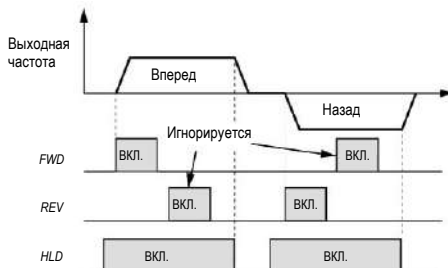 Выходная
частота
Вперед
Назад
Игнорируется
FWD
ВКЛ.
ВКЛ.
REV
ВКЛ.
ВКЛ.
HLD
ВКЛ.
ВКЛ.